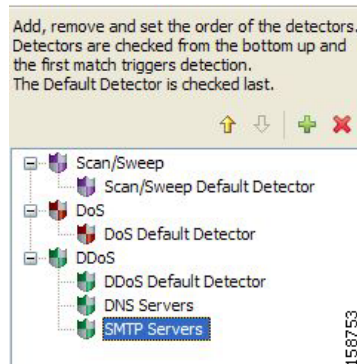 Add, remove and set the order of the detectors.
Detectors are checked from the bottom up and
the first match triggers detection.
The Default Detector is checked last.
Scan/Sweep
Scan/Sweep Default Detector
DoS
DoS Default Detector
DDoS
DDoS Default Detector
DNS Servers
SMTP Servers
158753